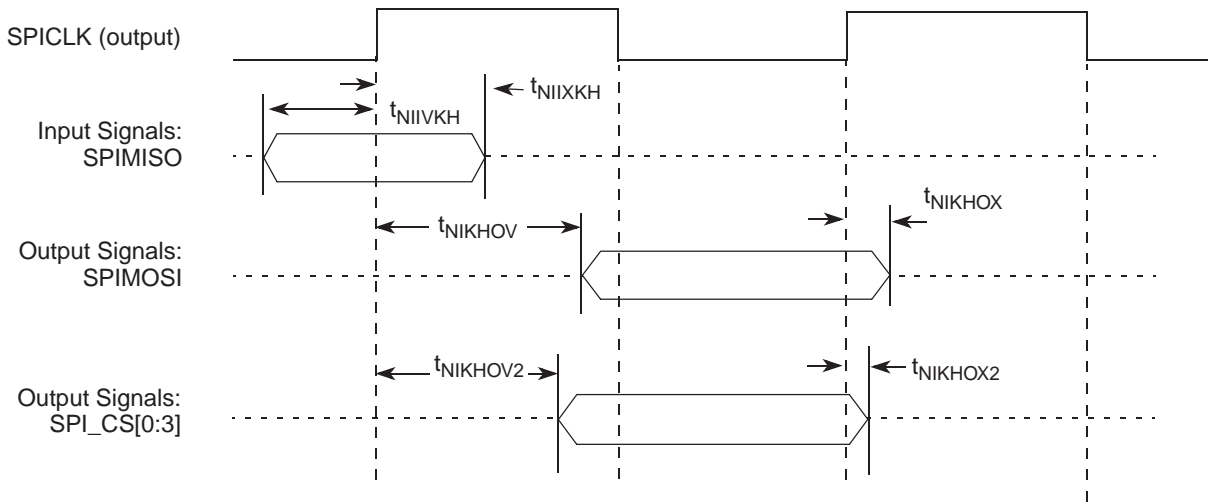 SPICLK (output)
tNIIXKH
tNIIVKH
Input Signals:
SPIMISO
tNIKHOX
tNIKHOV
Output Signals:
SPIMOSI
tNIKHOV2
tNIKHOX2
Output Signals:
SPI_CS[0:3]